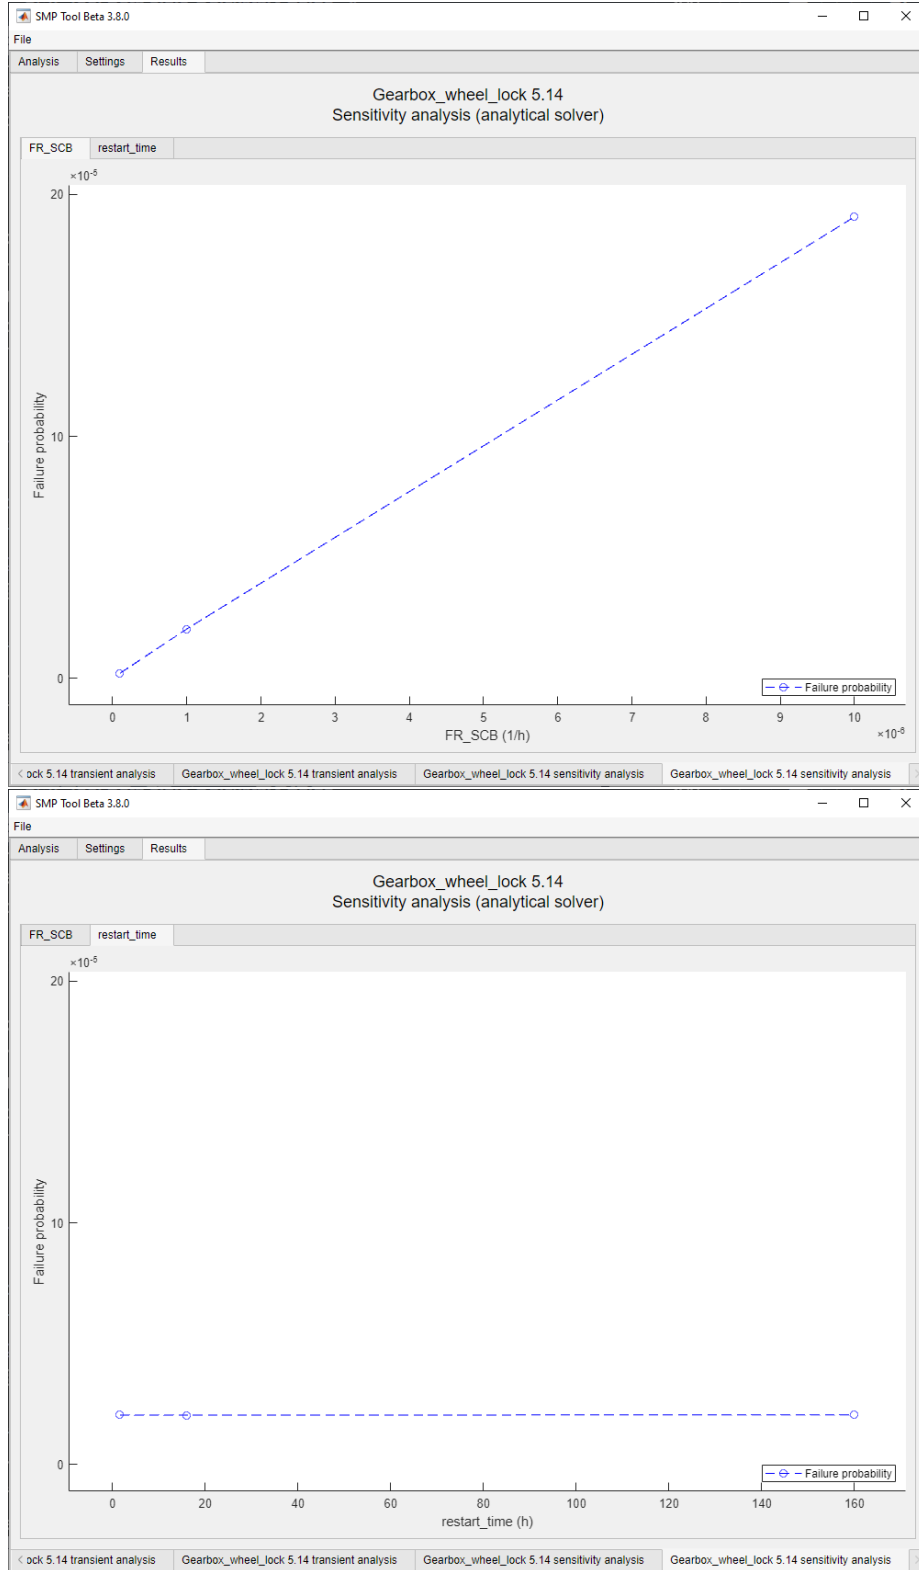 SMP Tool Beta 3.8.0
File
Analysis Settings Results
Gearbox_wheel_lock 5.14
Sensitivity analysis (analytical solver)
FR_SCB restart_time
×10⁻⁵
20
10
0
Failure probability
Failure probability
0 1 2 3 4 5 6 7 8 9 10
FR_SCB (1/h)
×10⁻⁶
ock 5.14 transient analysis Gearbox_wheel_lock 5.14 transient analysis Gearbox_wheel_lock 5.14 sensitivity analysis Gearbox_wheel_lock 5.14 sensitivity analysis
SMP Tool Beta 3.8.0
File
Analysis Settings Results
Gearbox_wheel_lock 5.14
Sensitivity analysis (analytical solver)
FR_SCB restart_time
×10⁻⁵
20
10
0
Failure probability
Failure probability
0 20 40 60 80 100 120 140 160
restart_time (h)
ock 5.14 transient analysis Gearbox_wheel_lock 5.14 transient analysis Gearbox_wheel_lock 5.14 sensitivity analysis Gearbox_wheel_lock 5.14 sensitivity analysis